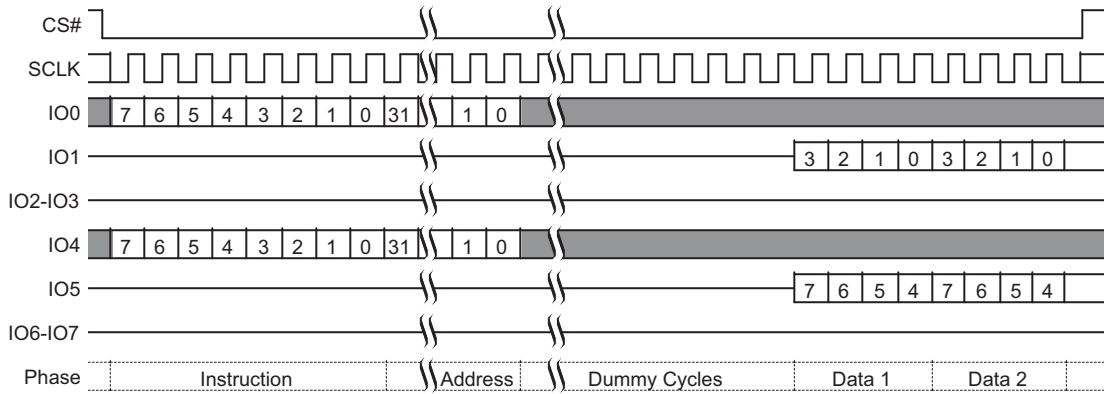 CS#
SCLK
IO0 7 6 5 4 3 2 1 0 31 1 0
IO1 3 2 1 0 3 2 1 0
IO2-IO3
IO4 7 6 5 4 3 2 1 0 31 1 0
IO5 7 6 5 4 7 6 5 4
IO6-IO7
Phase Instruction Address Dummy Cycles Data 1 Data 2